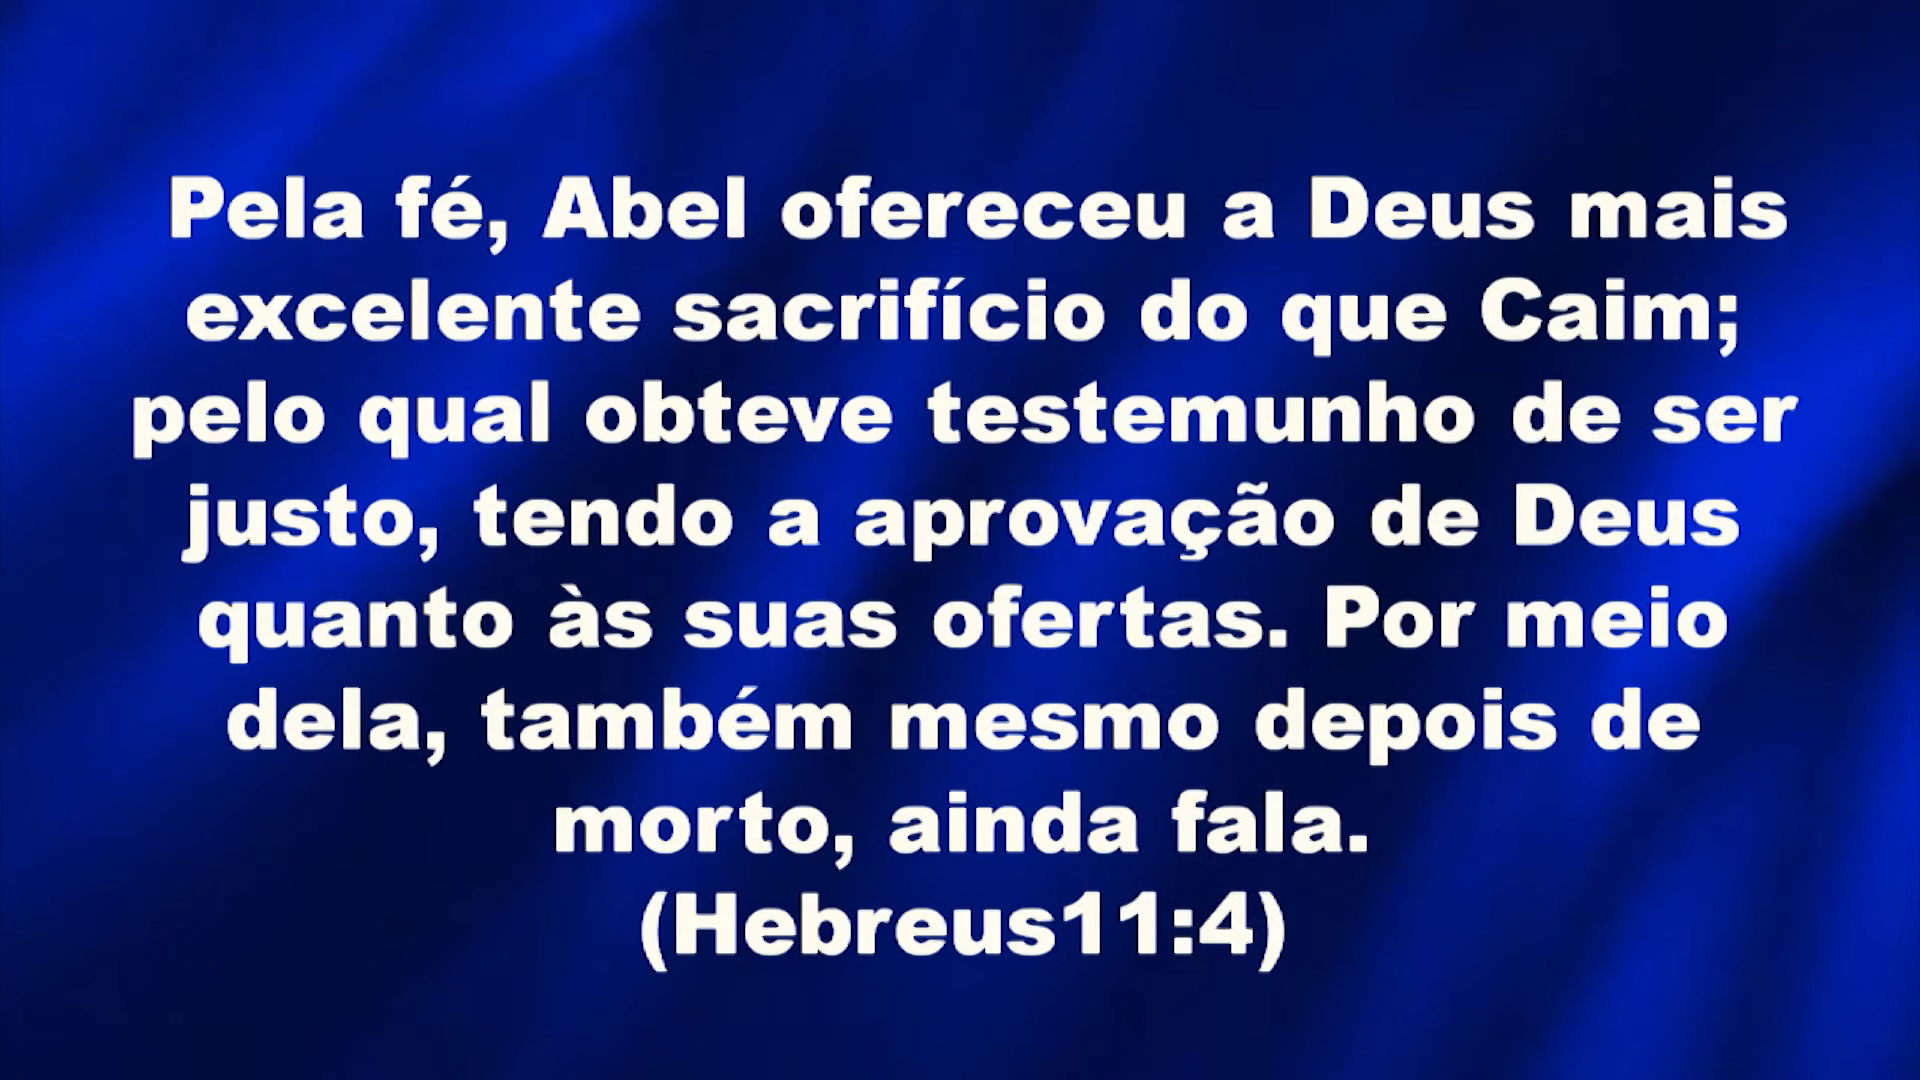 Pela fé, Abel ofereceu a Deus mais
excelente sacrifício do que Caim;
pelo qual obteve testemunho de ser
justo, tendo a aprovação de Deus
quanto às suas ofertas. Por meio
dela, também mesmo depois de
morto, ainda fala.
(Hebreus11:4)